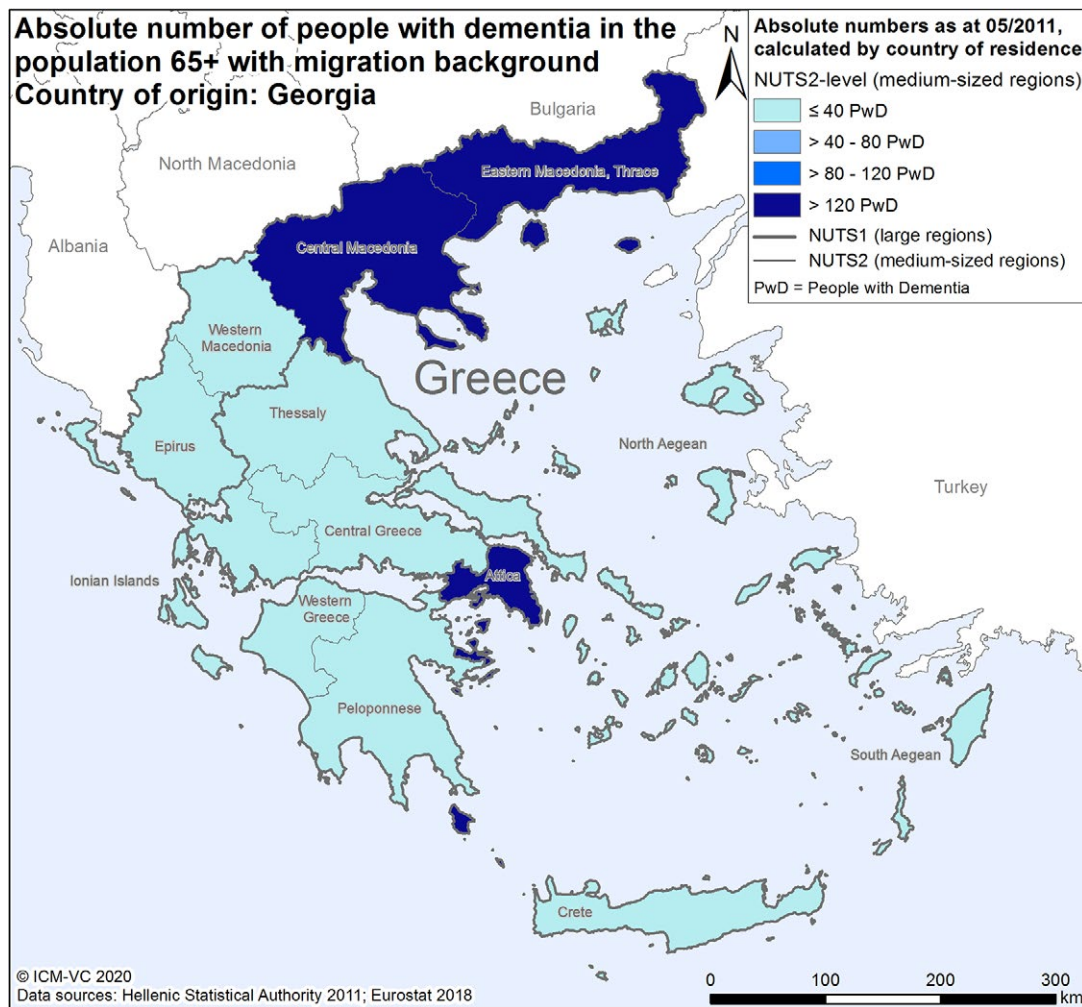 Absolute number of people with dementia in the
population 65+ with migration background
Country of origin: Georgia
N
Absolute numbers as at 05/2011,
calculated by country of residence
NUTS2-level (medium-sized regions)
≤ 40 PwD
> 40 - 80 PwD
> 80 - 120 PwD
> 120 PwD
NUTS1 (large regions)
NUTS2 (medium-sized regions)
PwD = People with Dementia
Bulgaria
North Macedonia
Eastern Macedonia, Thrace
Albania
Central Macedonia
Western
Macedonia
Greece
Thessaly
Epirus
North Aegean
Turkey
Central Greece
Ionian Islands
Attica
Western
Greece
Peloponnese
South Aegean
Crete
© ICM-VC 2020
Data sources: Hellenic Statistical Authority 2011; Eurostat 2018
0 100 200 300
km